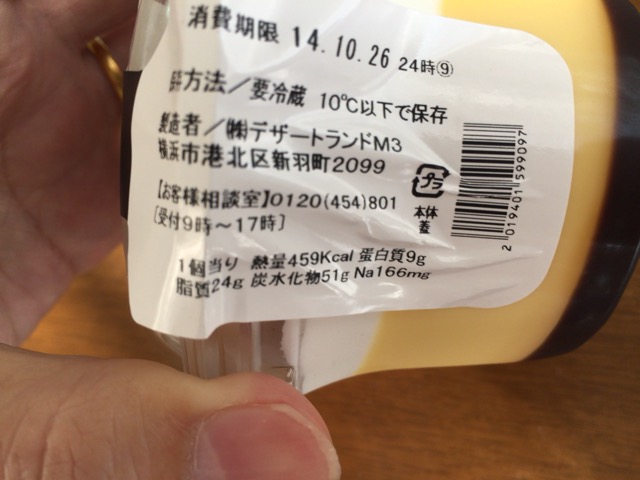 消費期限 14.10.26 24時⑨
存方法/要冷蔵 10℃以下で保存
製造者/㈱デザートランドM3
横浜市港北区新羽町2099
【お客様相談室】0120(454)801
[受付9時〜17時]
プラ
本体
蓋
2019401599097
1個当り 熱量459Kcal 蛋白質9g
脂質24g 炭水化物51g Na166mg